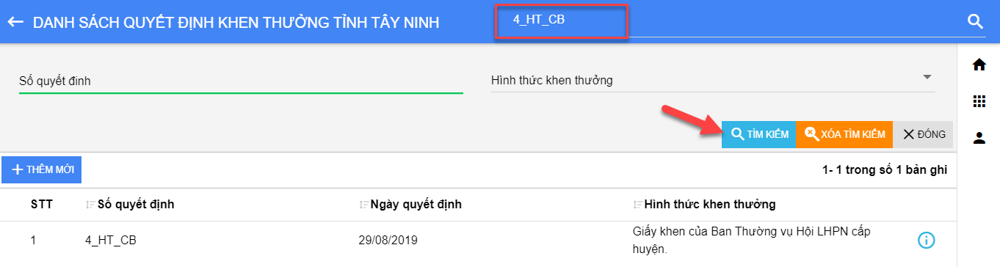 DANH SÁCH QUYẾT ĐỊNH KHEN THƯỞNG TỈNH TÂY NINH
4_HT_CB
Số quyết đinh
Hình thức khen thưởng
TÌM KIẾM
XÓA TÌM KIẾM
ĐÓNG
THÊM MỚI
1- 1 trong số 1 bản ghi
STT Số quyết định Ngày quyết định Hình thức khen thưởng
1 4_HT_CB 29/08/2019 Giấy khen của Ban Thường vụ Hội LHPN cấp
huyện.